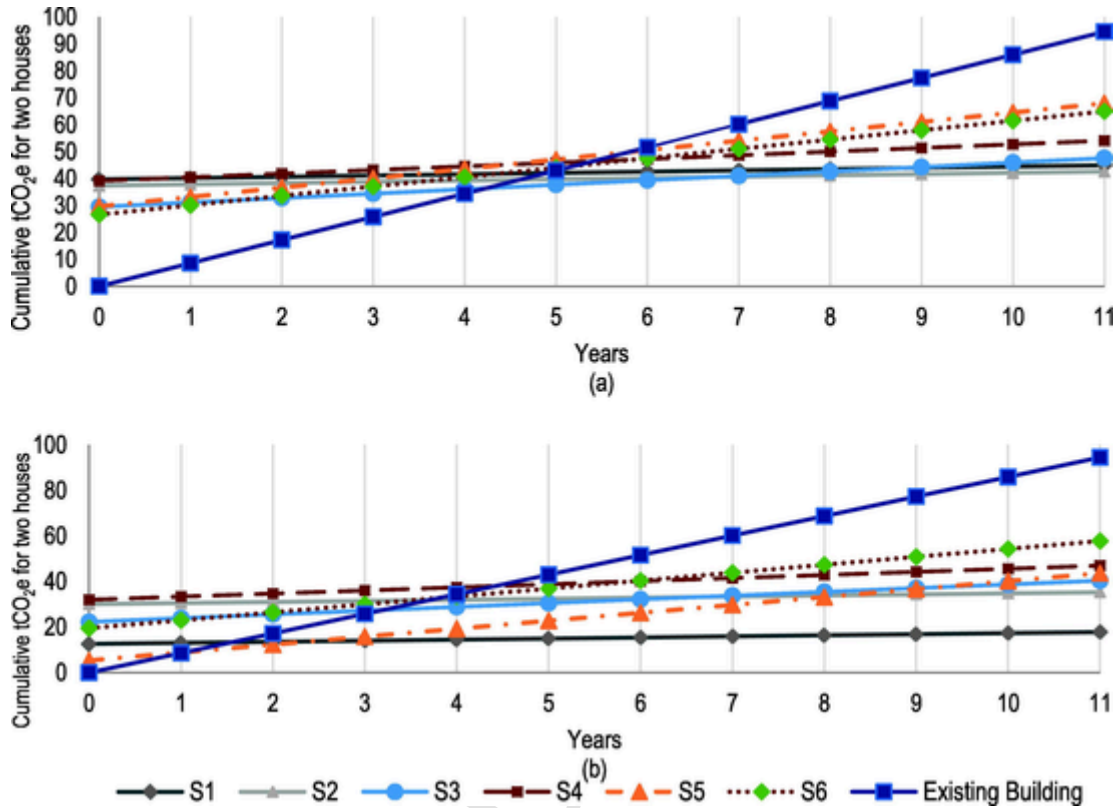 Cumulative tCO₂e for two houses
100
90
80
70
60
50
40
30
20
10
0
0 1 2 3 4 5 6 7 8 9 10 11
Years
(a)
Cumulative tCO₂e for two houses
100
80
60
40
20
0
0 1 2 3 4 5 6 7 8 9 10 11
Years
(b)
S1 S2 S3 S4 S5 S6 Existing Building